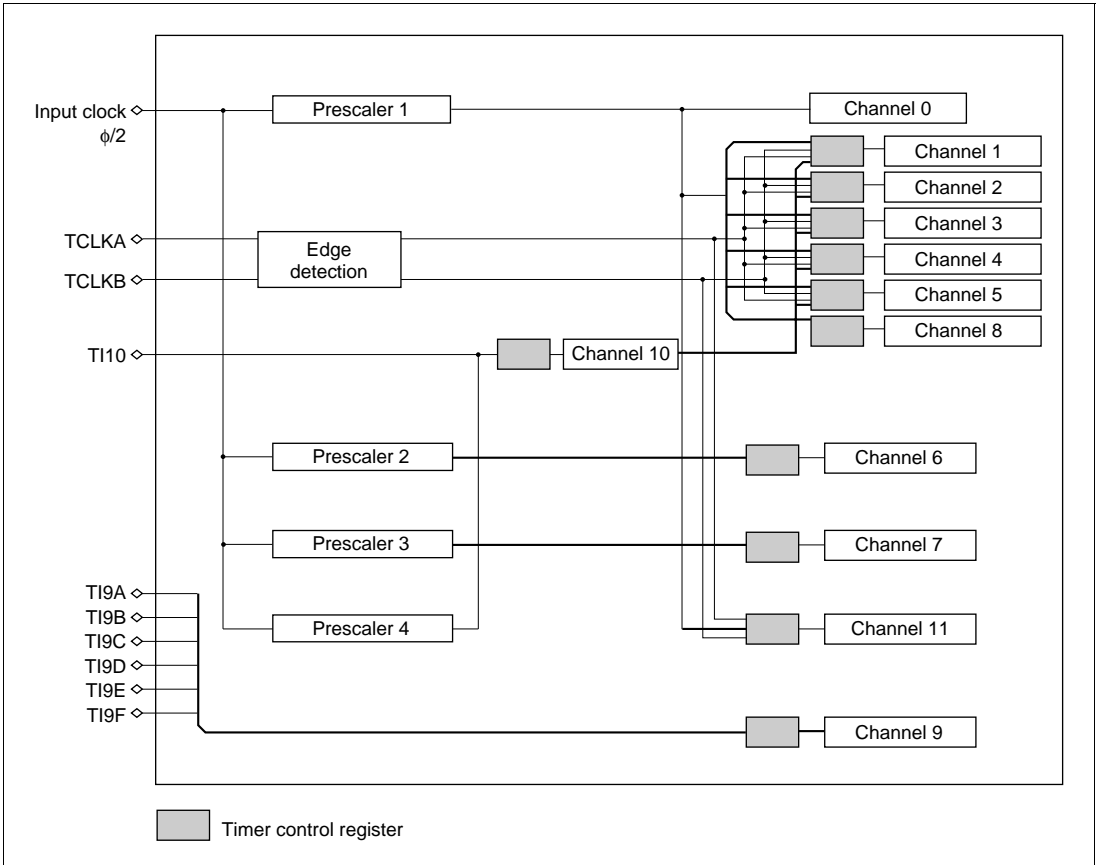 Input clock
ϕ/2
Prescaler 1
Channel 0
Channel 1
Channel 2
Channel 3
Channel 4
Channel 5
Channel 8
TCLKA
TCLKB
Edge
detection
TI10
Channel 10
Prescaler 2
Channel 6
Prescaler 3
Channel 7
TI9A
TI9B
TI9C
TI9D
TI9E
TI9F
Prescaler 4
Channel 11
Channel 9
Timer control register